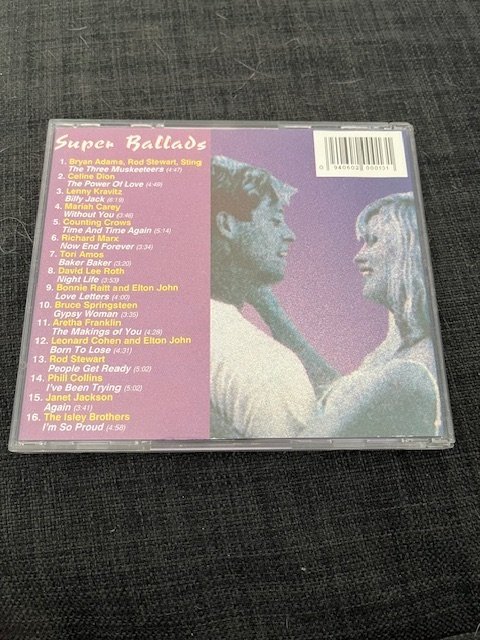 Super Ballads
1. Bryan Adams, Rod Stewart, Sting
The Three Musketeers (4:47)
2. Celine Dion
The Power Of Love (4:49)
3. Lenny Kravitz
Billy Jack (6:19)
4. Mariah Carey
Without You (3:46)
5. Counting Crows
Time And Time Again (5:14)
6. Richard Marx
Now End Forever (3:34)
7. Tori Amos
Baker Baker (3:20)
8. David Lee Roth
Night Life (3:53)
9. Bonnie Raitt and Elton John
Love Letters (4:00)
10. Bruce Springsteen
Gypsy Woman (3:35)
11. Aretha Franklin
The Makings of You (4:28)
12. Leonard Cohen and Elton John
Born To Lose (4:31)
13. Rod Stewart
People Get Ready (5:02)
14. Phill Collins
I've Been Trying (5:02)
15. Janet Jackson
Again (3:41)
16. The Isley Brothers
I'm So Proud (4:58)
0 940602 000131